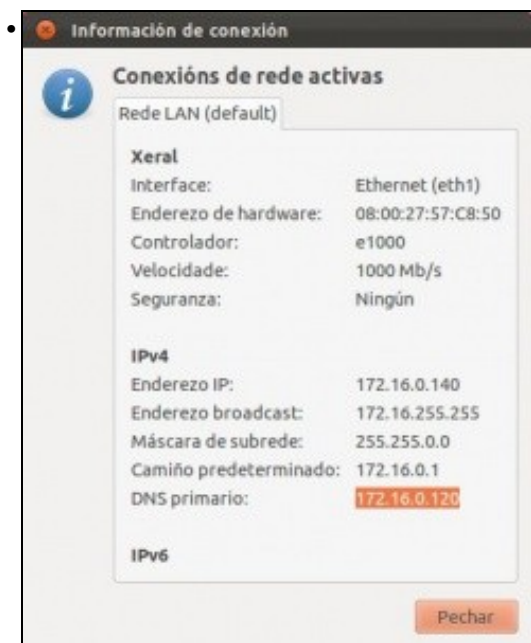 Información de conexión
Conexións de rede activas
Rede LAN (default)
Xeral
Interface: Ethernet (eth1)
Enderezo de hardware: 08:00:27:57:C8:50
Controlador: e1000
Velocidade: 1000 Mb/s
Seguranza: Ningún
IPv4
Enderezo IP: 172.16.0.140
Enderezo broadcast: 172.16.255.255
Máscara de subrede: 255.255.0.0
Camiño predeterminado: 172.16.0.1
DNS primario: 172.16.0.120
IPv6
Pechar